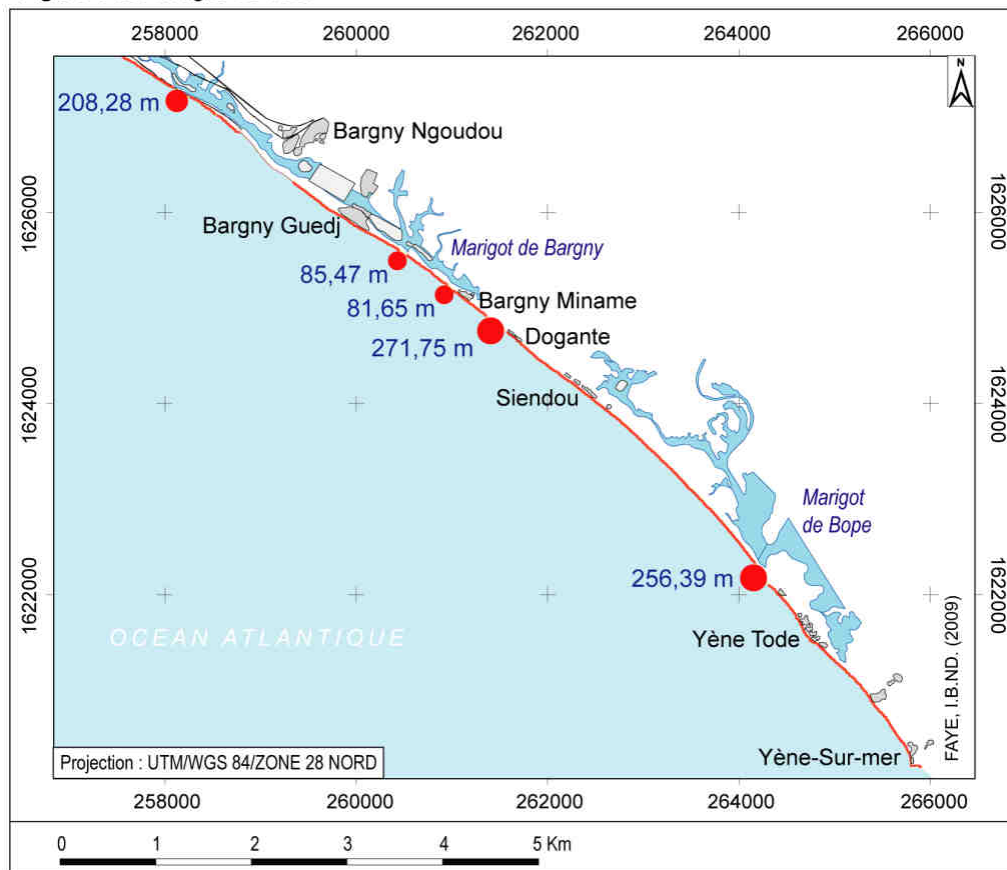 258000 260000 262000 264000 266000
N
208,28 m
Bargny Ngoudou
1626000
1626000
Bargny Guedj
Marigot de Bargny
85,47 m
81,65 m
Bargny Miname
271,75 m
Dogante
Siendou
1624000
1624000
Marigot
de Bope
256,39 m
1622000
1622000
OCEAN ATLANTIQUE
Yène Tode
FAYE, I.B.ND. (2009)
Yène-Sur-mer
Projection : UTM/WGS 84/ZONE 28 NORD
258000 260000 262000 264000 266000
0 1 2 3 4 5 Km